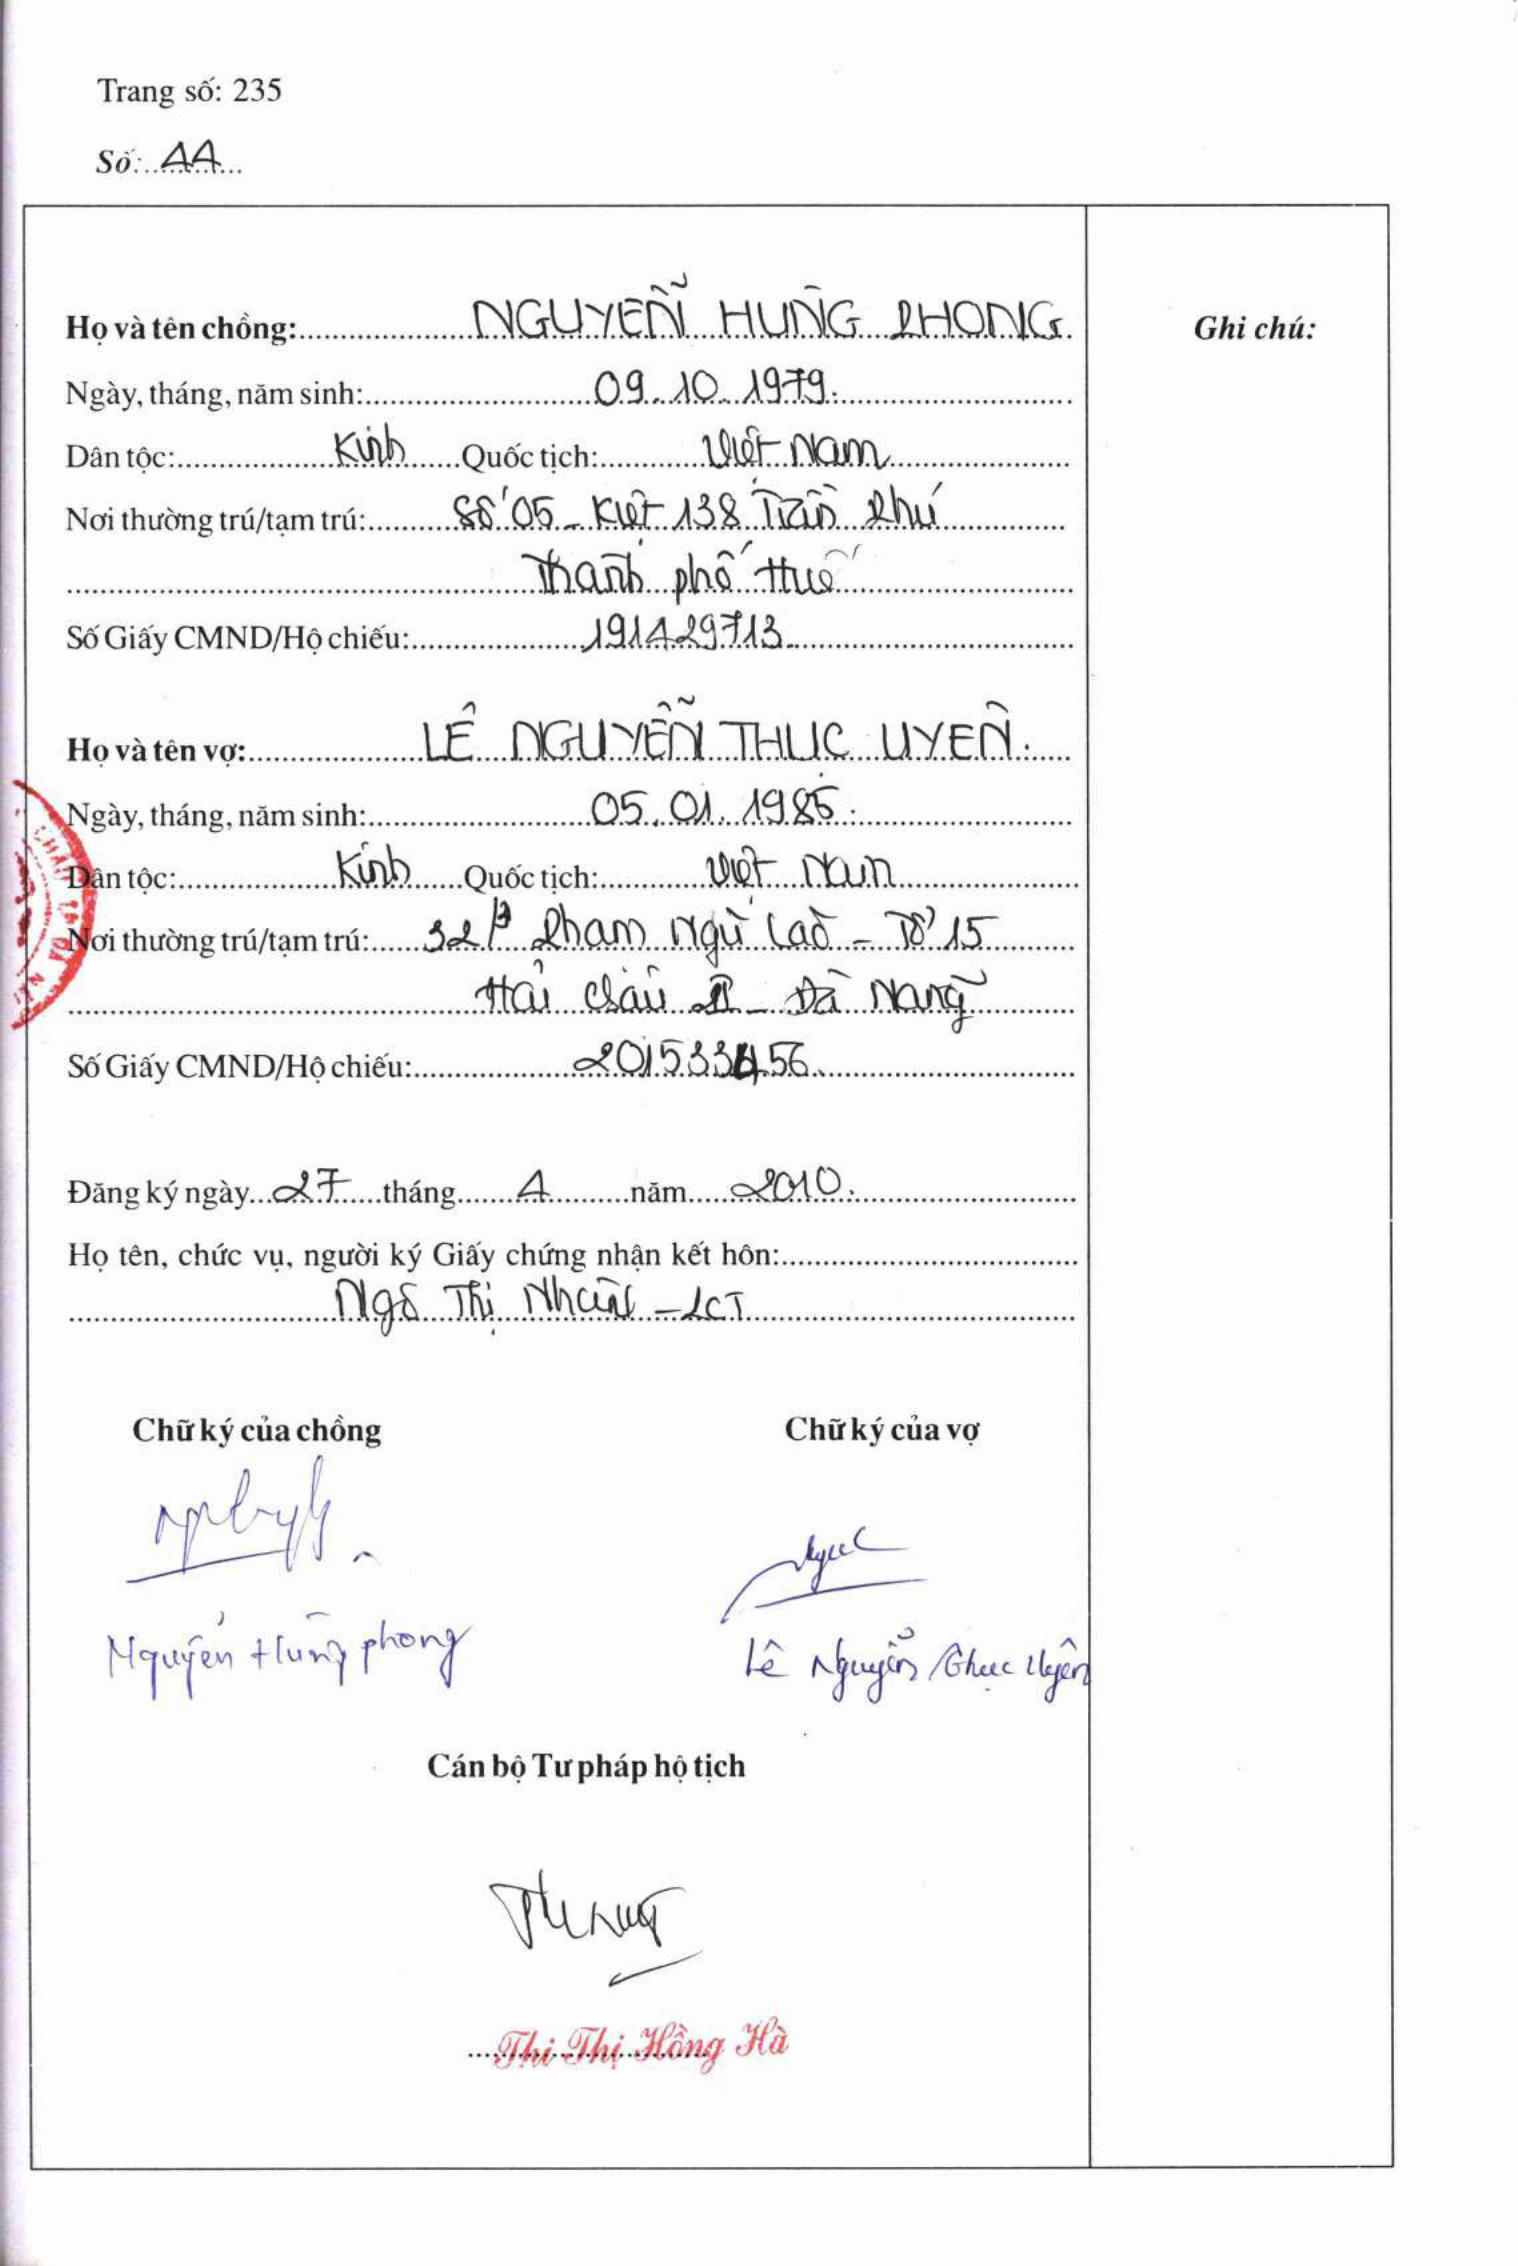 Trang số: 235
Số: 44
Ghi chú:
Họ và tên chồng: NGUYỄN HÙNG PHONG
Ngày, tháng, năm sinh: 09.10.1979.
Dân tộc: Kinh Quốc tịch: Việt Nam
Nơi thường trú/tạm trú: Số 05 - Kiệt 138 Trần Phú
Thành phố Huế
Số Giấy CMND/Hộ chiếu: 191429713
Họ và tên vợ: LÊ NGUYỄN THỤC UYÊN.
Ngày, tháng, năm sinh: 05.01.1985.
Dân tộc: Kinh Quốc tịch: Việt Nam
Nơi thường trú/tạm trú: Phạm Ngũ Lão - Tổ 15
Hải Châu II - Đà Nẵng
Số Giấy CMND/Hộ chiếu: 201533456
Đăng ký ngày 27 tháng 4 năm 2010.
Họ tên, chức vụ, người ký Giấy chứng nhận kết hôn:
Ngô Thị Nhuần
Chữ ký của chồng
Chữ ký của vợ
Nguyễn Hùng Phong
Lê Nguyễn Thục Uyên
Cán bộ Tư pháp hộ tịch
Thi Thị Hồng Hà